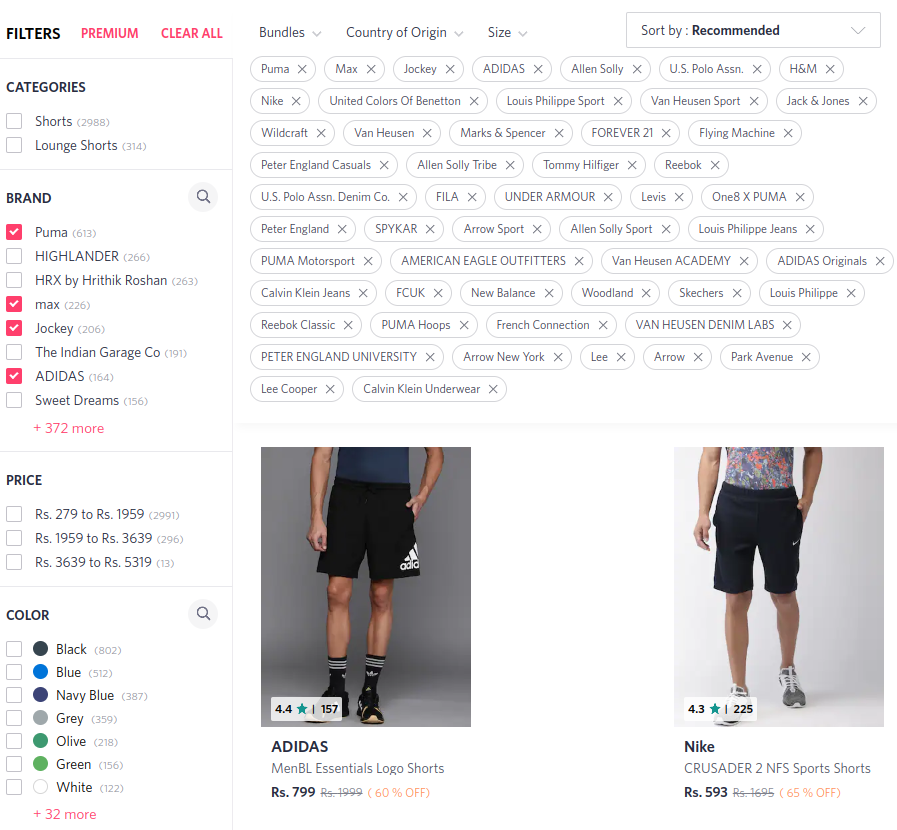 FILTERS PREMIUM CLEAR ALL
Bundles Country of Origin Size
Sort by : Recommended
CATEGORIES
Shorts (2988)
Lounge Shorts (314)
BRAND
Puma (613)
HIGHLANDER (266)
HRX by Hrithik Roshan (263)
max (226)
Jockey (206)
The Indian Garage Co (191)
ADIDAS (164)
Sweet Dreams (156)
+ 372 more
PRICE
Rs. 279 to Rs. 1959 (2991)
Rs. 1959 to Rs. 3639 (296)
Rs. 3639 to Rs. 5319 (13)
COLOR
Black (802)
Blue (512)
Navy Blue (387)
Grey (359)
Olive (218)
Green (156)
White (122)
+ 32 more
Puma Max Jockey ADIDAS Allen Solly U.S. Polo Assn. H&M
Nike United Colors Of Benetton Louis Philippe Sport Van Heusen Sport Jack & Jones
Wildcraft Van Heusen Marks & Spencer FOREVER 21 Flying Machine
Peter England Casuals Allen Solly Tribe Tommy Hilfiger Reebok
U.S. Polo Assn. Denim Co. FILA UNDER ARMOUR Levis One8 X PUMA
Peter England SPYKAR Arrow Sport Allen Solly Sport Louis Philippe Jeans
PUMA Motorsport AMERICAN EAGLE OUTFITTERS Van Heusen ACADEMY ADIDAS Originals
Calvin Klein Jeans FCUK New Balance Woodland Skechers Louis Philippe
Reebok Classic PUMA Hoops French Connection VAN HEUSEN DENIM LABS
PETER ENGLAND UNIVERSITY Arrow New York Lee Arrow Park Avenue
Lee Cooper Calvin Klein Underwear
adidas
4.4 | 157
ADIDAS
MenBL Essentials Logo Shorts
Rs. 799 Rs. 1999 ( 60 % OFF)
4.3 | 225
Nike
CRUSADER 2 NFS Sports Shorts
Rs. 593 Rs. 1695 ( 65 % OFF)